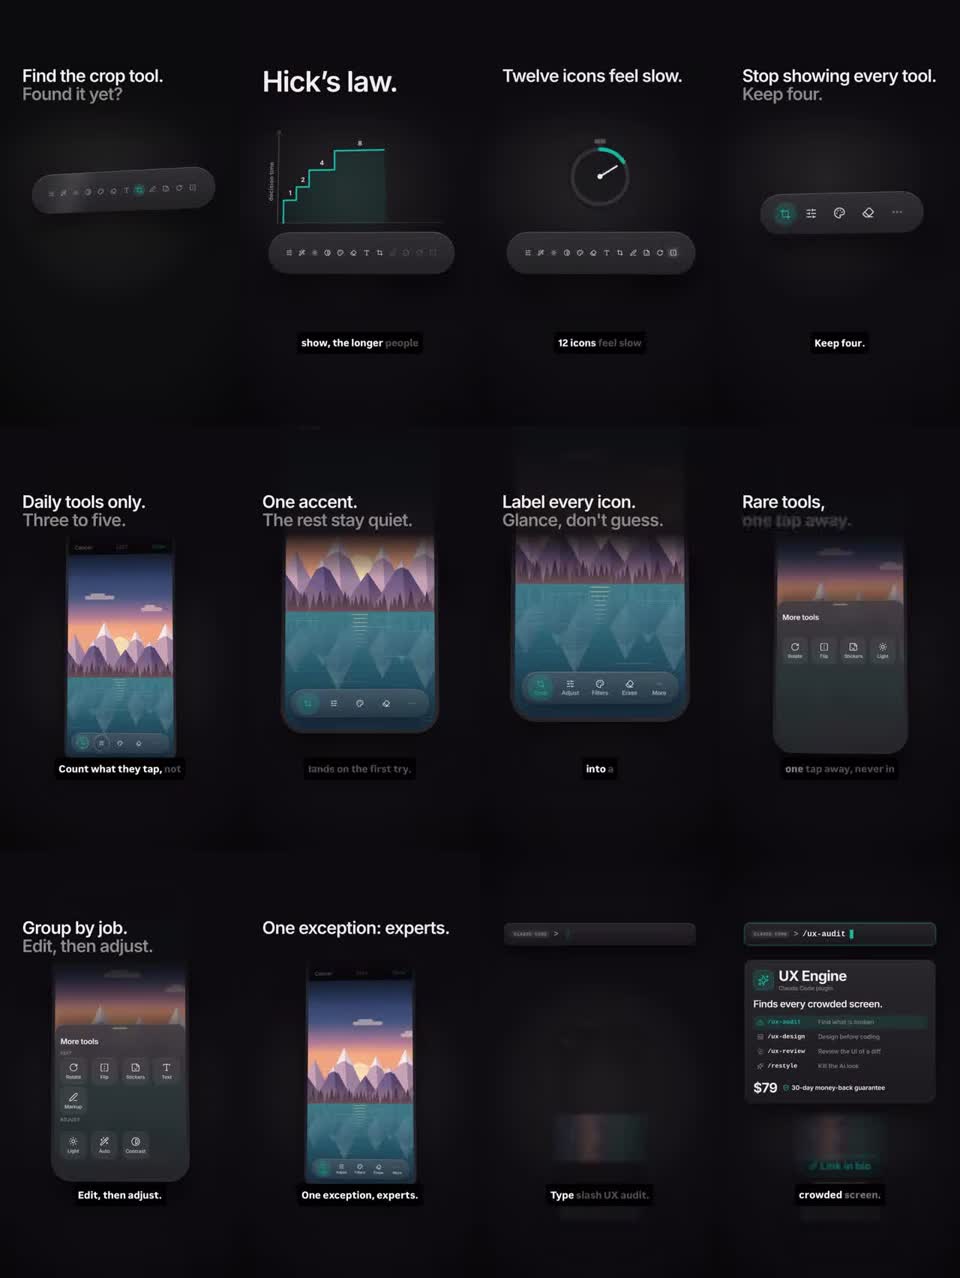 Find the crop tool.
Found it yet?
Hick's law.
decision time
1
2
4
8
show, the longer people
Twelve icons feel slow.
12 icons feel slow
Stop showing every tool.
Keep four.
Keep four.
Daily tools only.
Three to five.
Cancel
Count what they tap, not
One accent.
The rest stay quiet.
lands on the first try.
Label every icon.
Glance, don't guess.
Crop
Adjust
Filters
Erase
More
into a
Rare tools,
one tap away.
More tools
Rotate
Flip
Stickers
Light
one tap away, never in
Group by job.
Edit, then adjust.
More tools
EDIT
Rotate
Flip
Stickers
Text
Markup
ADJUST
Light
Auto
Contrast
Edit, then adjust.
One exception: experts.
Cancel
Adjust
Filters
Erase
More
One exception, experts.
CLAUDE CODE >
Type slash UX audit.
CLAUDE CODE > /ux-audit
UX Engine
Claude Code plugin
Finds every crowded screen.
/ux-audit Find what is broken
/ux-design Design before coding
/ux-review Review the UI of a diff
/restyle Kill the AI look
$79 30-day money-back guarantee
Link in bio
crowded screen.